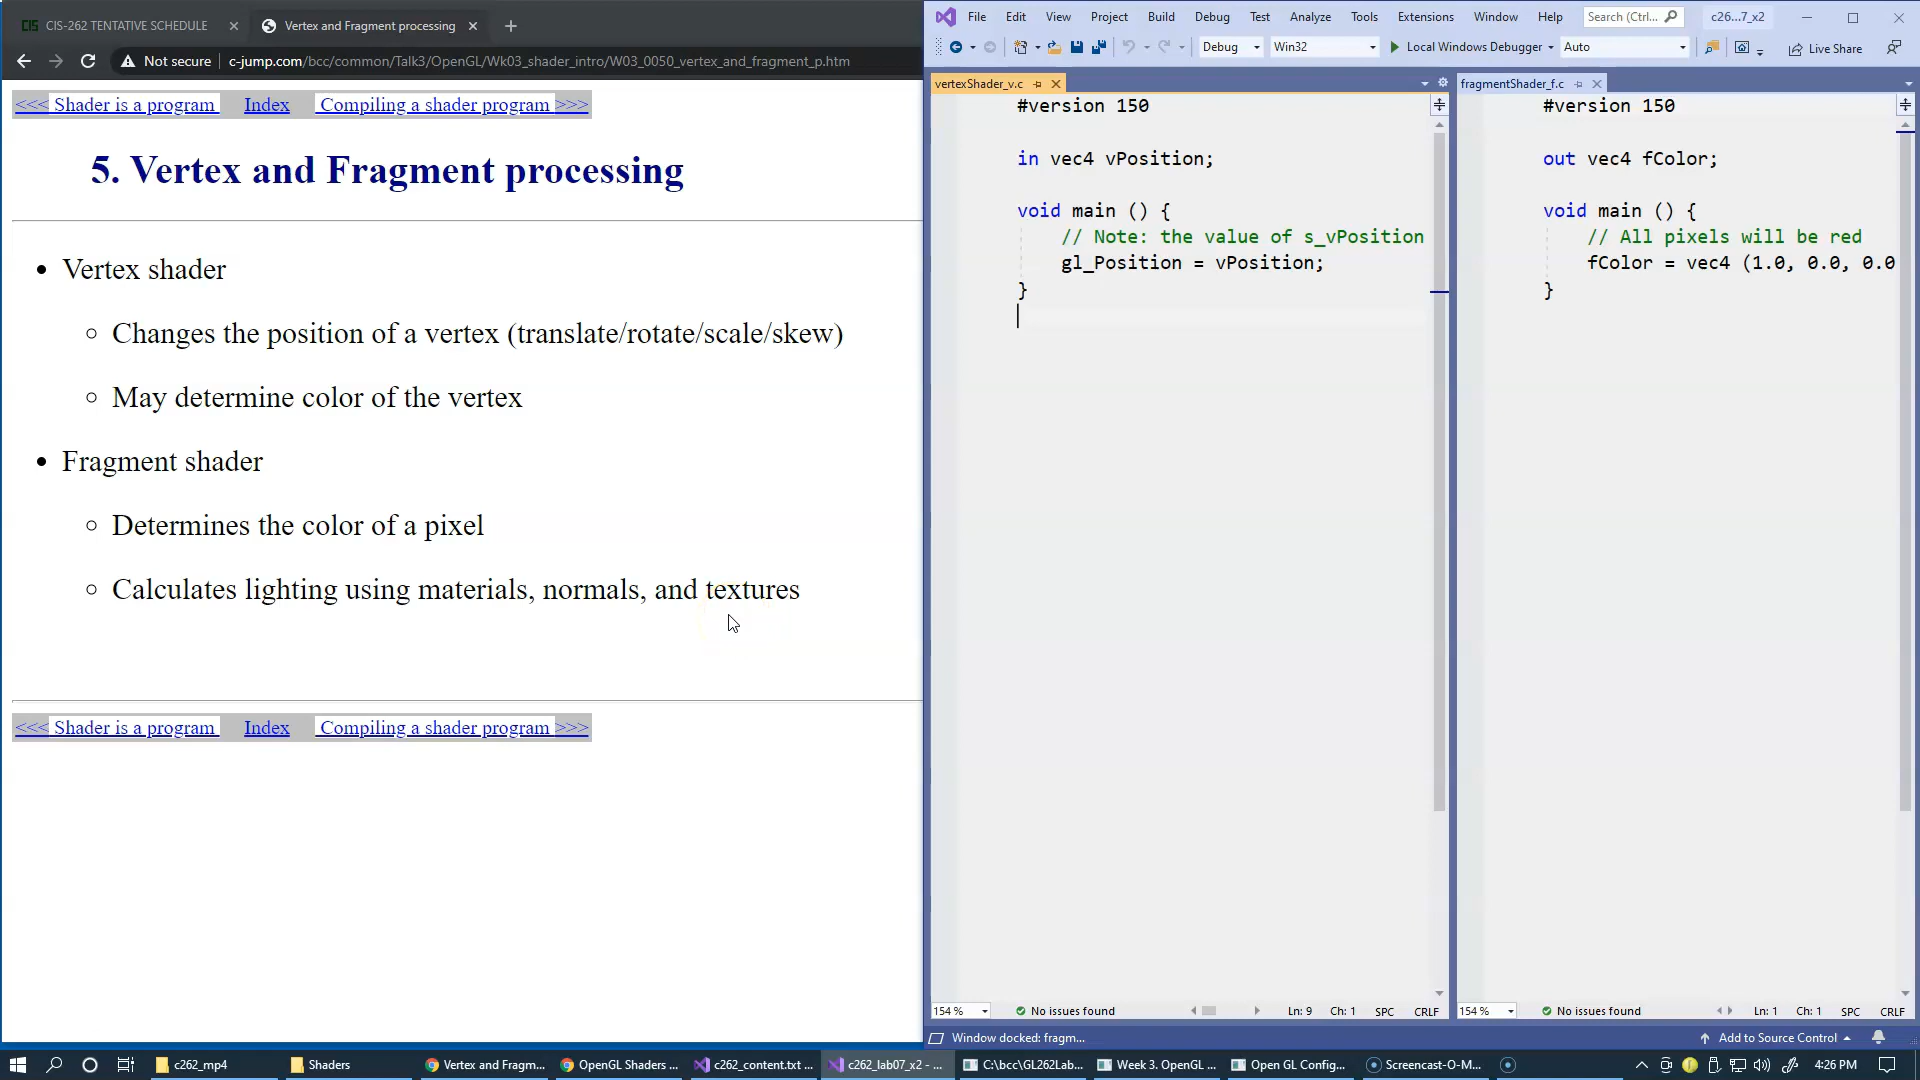 CIS-262 TENTATIVE SCHEDULE
Vertex and Fragment processing
Not secure
c-jump.com/bcc/common/Talk3/OpenGL/Wk03_shader_intro/W03_0050_vertex_and_fragment_p.htm
<<< Shader is a program Index Compiling a shader program >>>
5. Vertex and Fragment processing
Vertex shader
Changes the position of a vertex (translate/rotate/scale/skew)
May determine color of the vertex
Fragment shader
Determines the color of a pixel
Calculates lighting using materials, normals, and textures
<<< Shader is a program Index Compiling a shader program >>>
File Edit View Project Build Debug Test Analyze Tools Extensions Window Help Search (Ctrl... c26...7_x2
Debug Win32 Local Windows Debugger Auto Live Share
vertexShader_v.c
#version 150
in vec4 vPosition;
void main () {
// Note: the value of s_vPosition
gl_Position = vPosition;
}
154 % No issues found Ln: 9 Ch: 1 SPC CRLF
fragmentShader_f.c
#version 150
out vec4 fColor;
void main () {
// All pixels will be red
fColor = vec4 (1.0, 0.0, 0.0
}
154 % No issues found Ln: 1 Ch: 1 SPC CRLF
Window docked: fragm... Add to Source Control
c262_mp4 Shaders Vertex and Fragm... OpenGL Shaders ... c262_content.txt ... c262_lab07_x2 - ... C:\bcc\GL262Lab... Week 3. OpenGL ... Open GL Config... Screencast-O-M... 4:26 PM